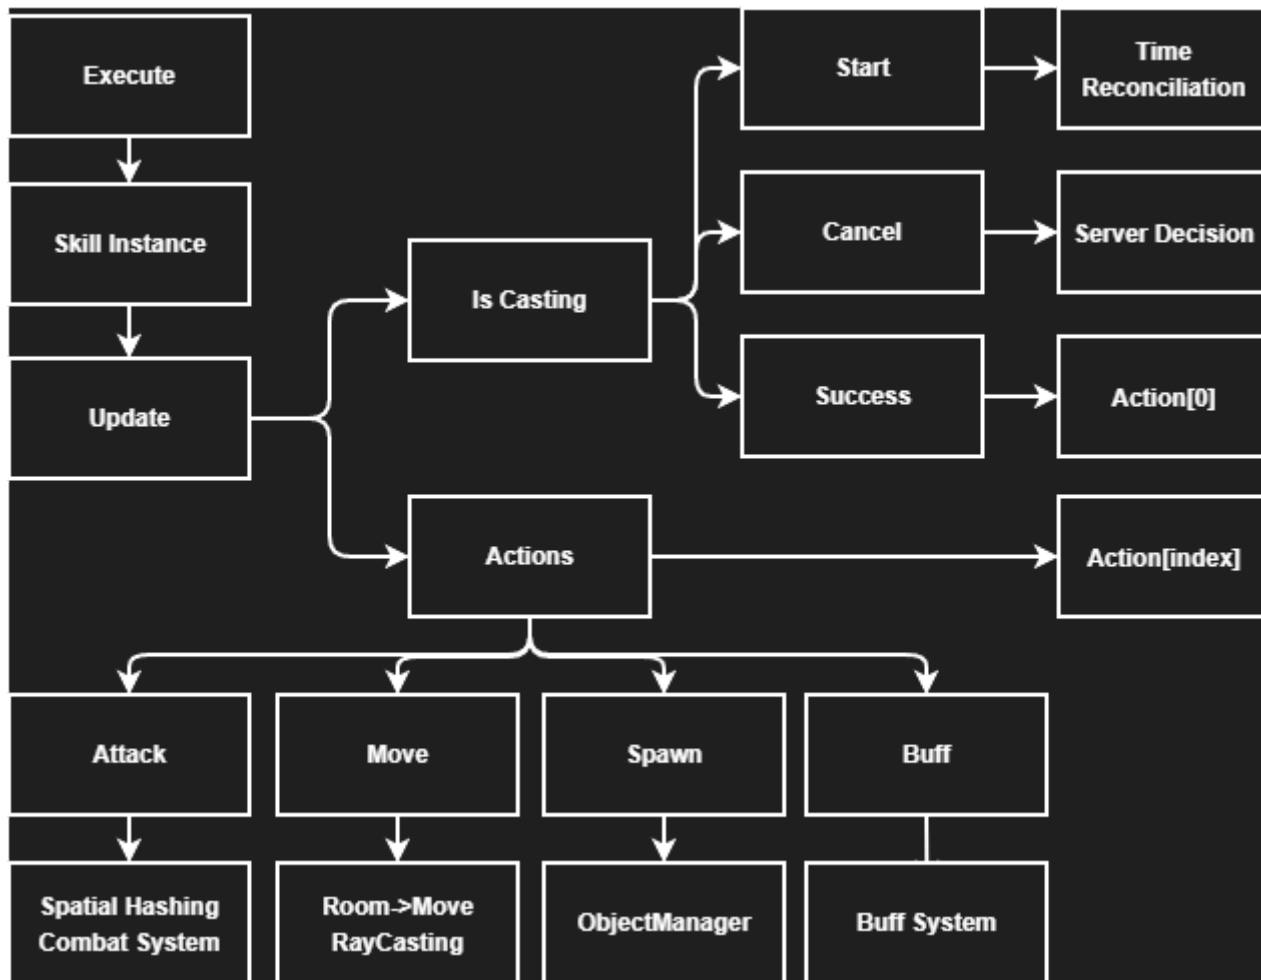 Execute
Skill Instance
Update
Is Casting
Start
Time
Reconciliation
Cancel
Server Decision
Success
Action[0]
Actions
Action[index]
Attack
Move
Spawn
Buff
Spatial Hashing
Combat System
Room->Move
RayCasting
ObjectManager
Buff System